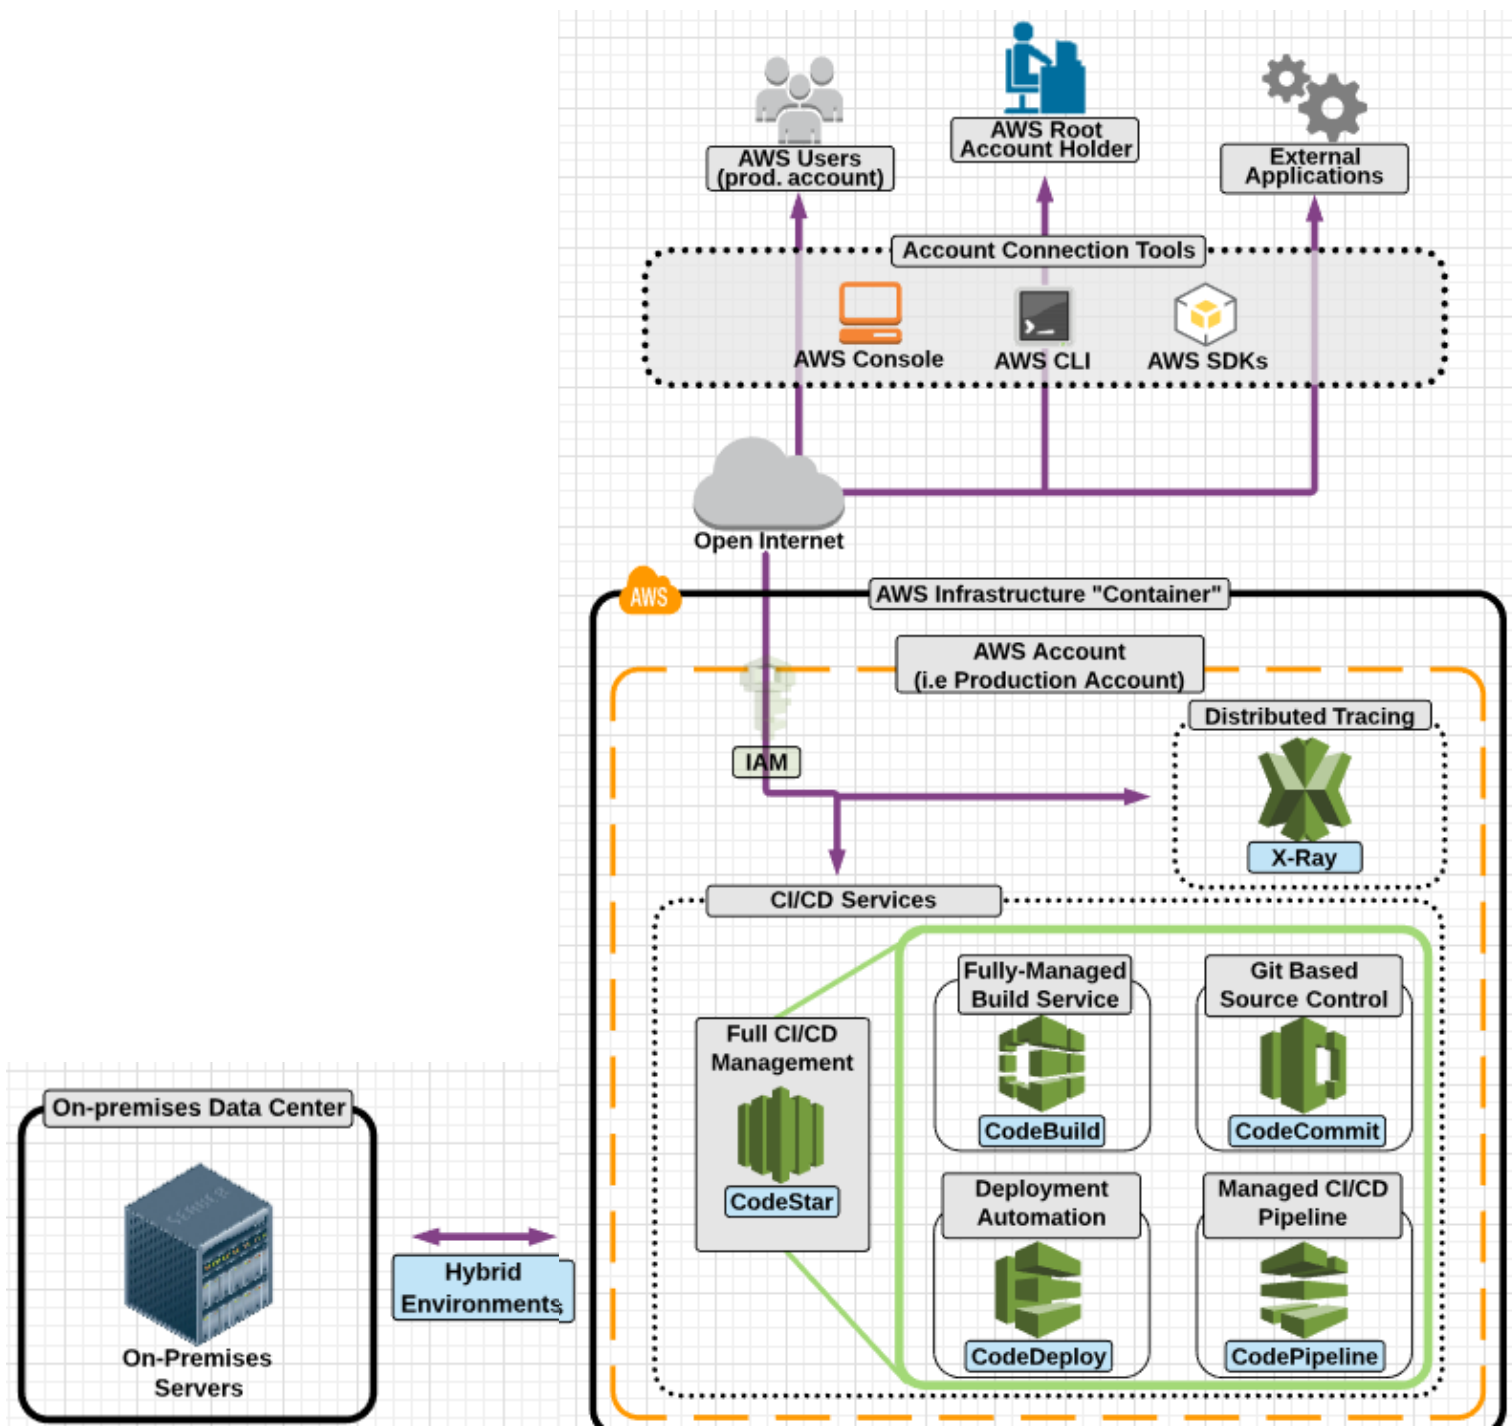 AWS Users
(prod. account)
AWS Root
Account Holder
External
Applications
Account Connection Tools
AWS Console
AWS CLI
AWS SDKs
Open Internet
AWS
AWS Infrastructure "Container"
AWS Account
(i.e Production Account)
IAM
Distributed Tracing
X-Ray
CI/CD Services
Full CI/CD
Management
CodeStar
Fully-Managed
Build Service
CodeBuild
Git Based
Source Control
CodeCommit
Deployment
Automation
CodeDeploy
Managed CI/CD
Pipeline
CodePipeline
On-premises Data Center
SERVER
On-Premises
Servers
Hybrid
Environments